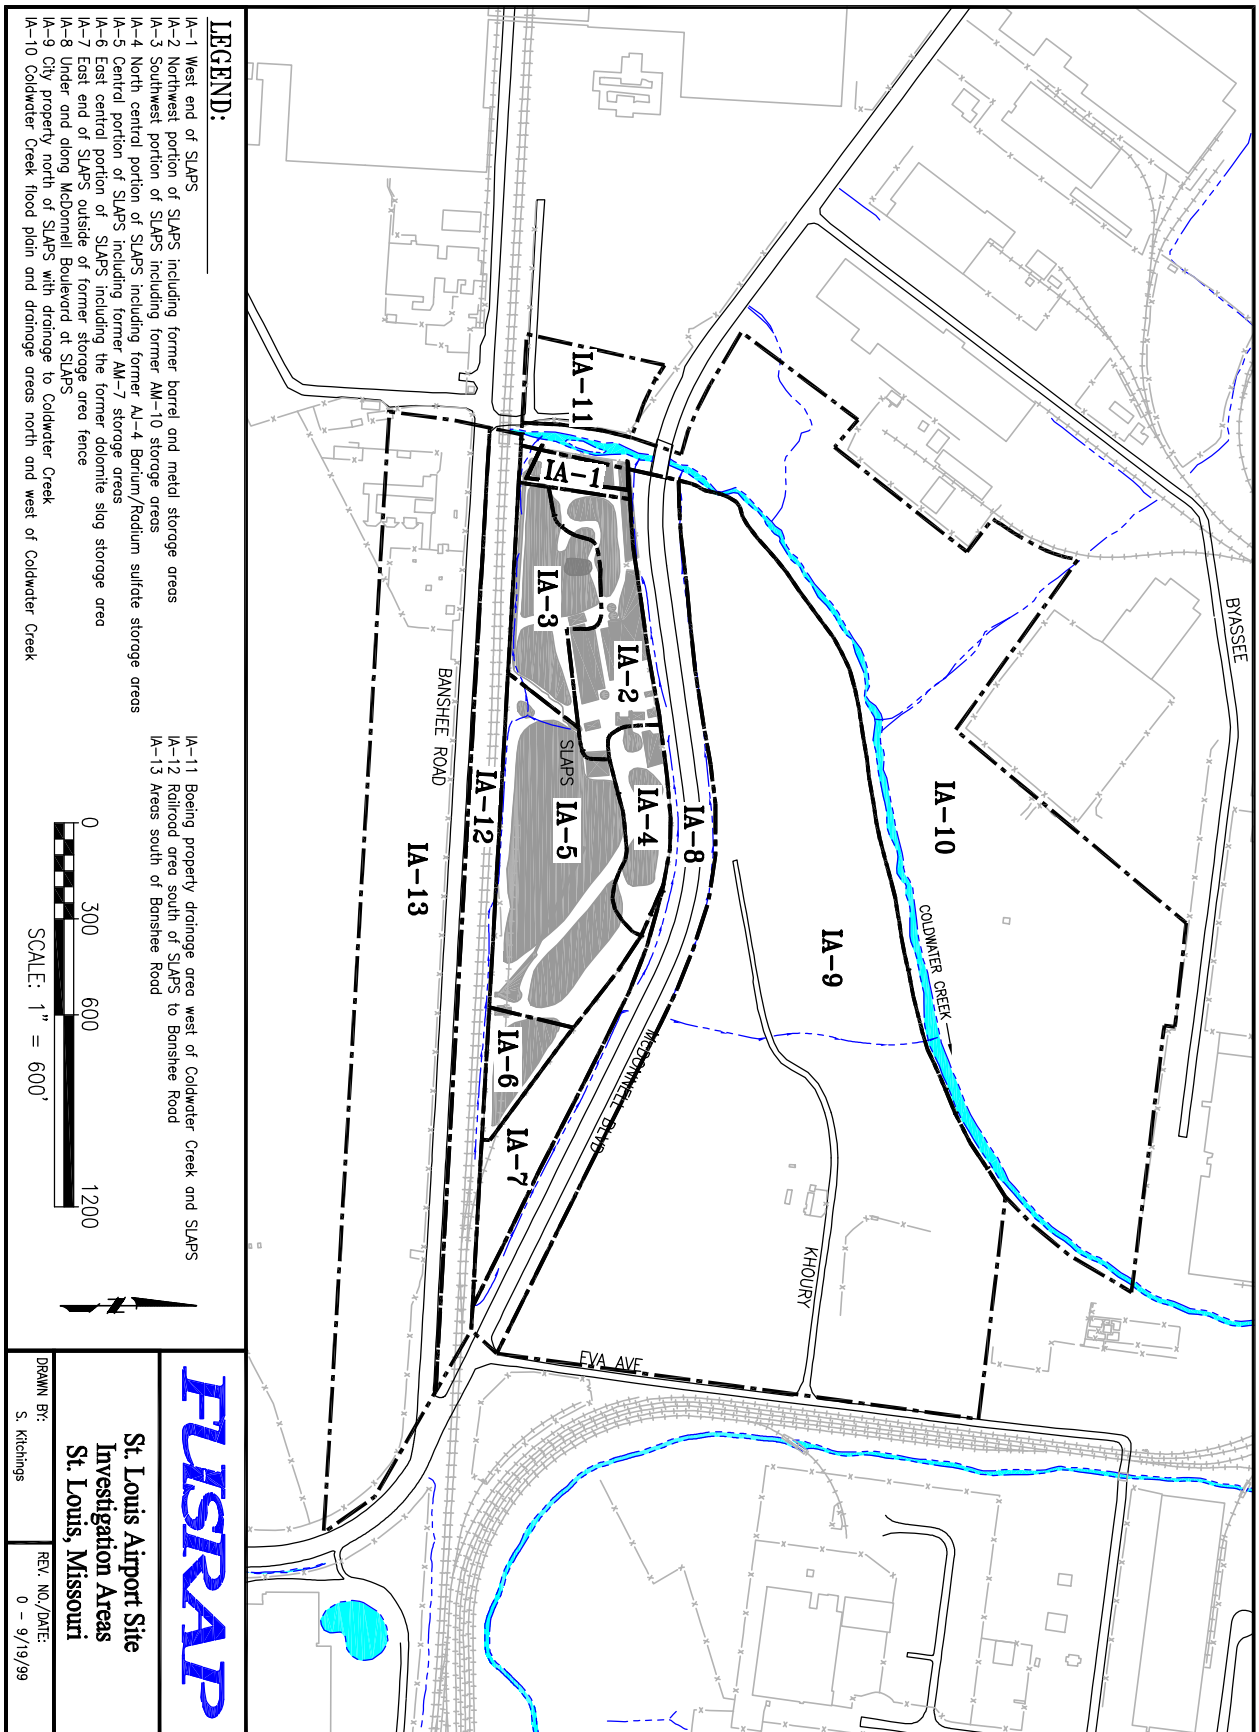 BYASSEE
IA-11
IA-10
IA-1
COLDWATER CREEK
IA-9
IA-3
IA-2
IA-8
SLAPS
IA-4
IA-5
IA-12
BANSHEE ROAD
IA-13
McDONNELL BLVD
IA-6
IA-7
KHOURY
EVA AVE
LEGEND:
IA-1 West end of SLAPS
IA-2 Northwest portion of SLAPS including former barrel and metal storage areas
IA-3 Southwest portion of SLAPS including former AM-10 storage areas
IA-4 North central portion of SLAPS including former AJ-4 Barium/Radium sulfate storage areas
IA-5 Central portion of SLAPS including former AM-7 storage areas
IA-6 East central portion of SLAPS including the former dolomite slag storage area
IA-7 East end of SLAPS outside of former storage area fence
IA-8 Under and along McDonnell Boulevard at SLAPS
IA-9 City property north of SLAPS with drainage to Coldwater Creek
IA-10 Coldwater Creek flood plain and drainage areas north and west of Coldwater Creek
IA-11 Boeing property drainage area west of Coldwater Creek and SLAPS
IA-12 Railroad area south of SLAPS to Banshee Road
IA-13 Areas south of Banshee Road
0 300 600 1200
SCALE: 1" = 600'
N
FUSRAP
St. Louis Airport Site
Investigation Areas
St. Louis, Missouri
DRAWN BY:
S. Kitchings
REV. NO./DATE:
0 - 9/19/99